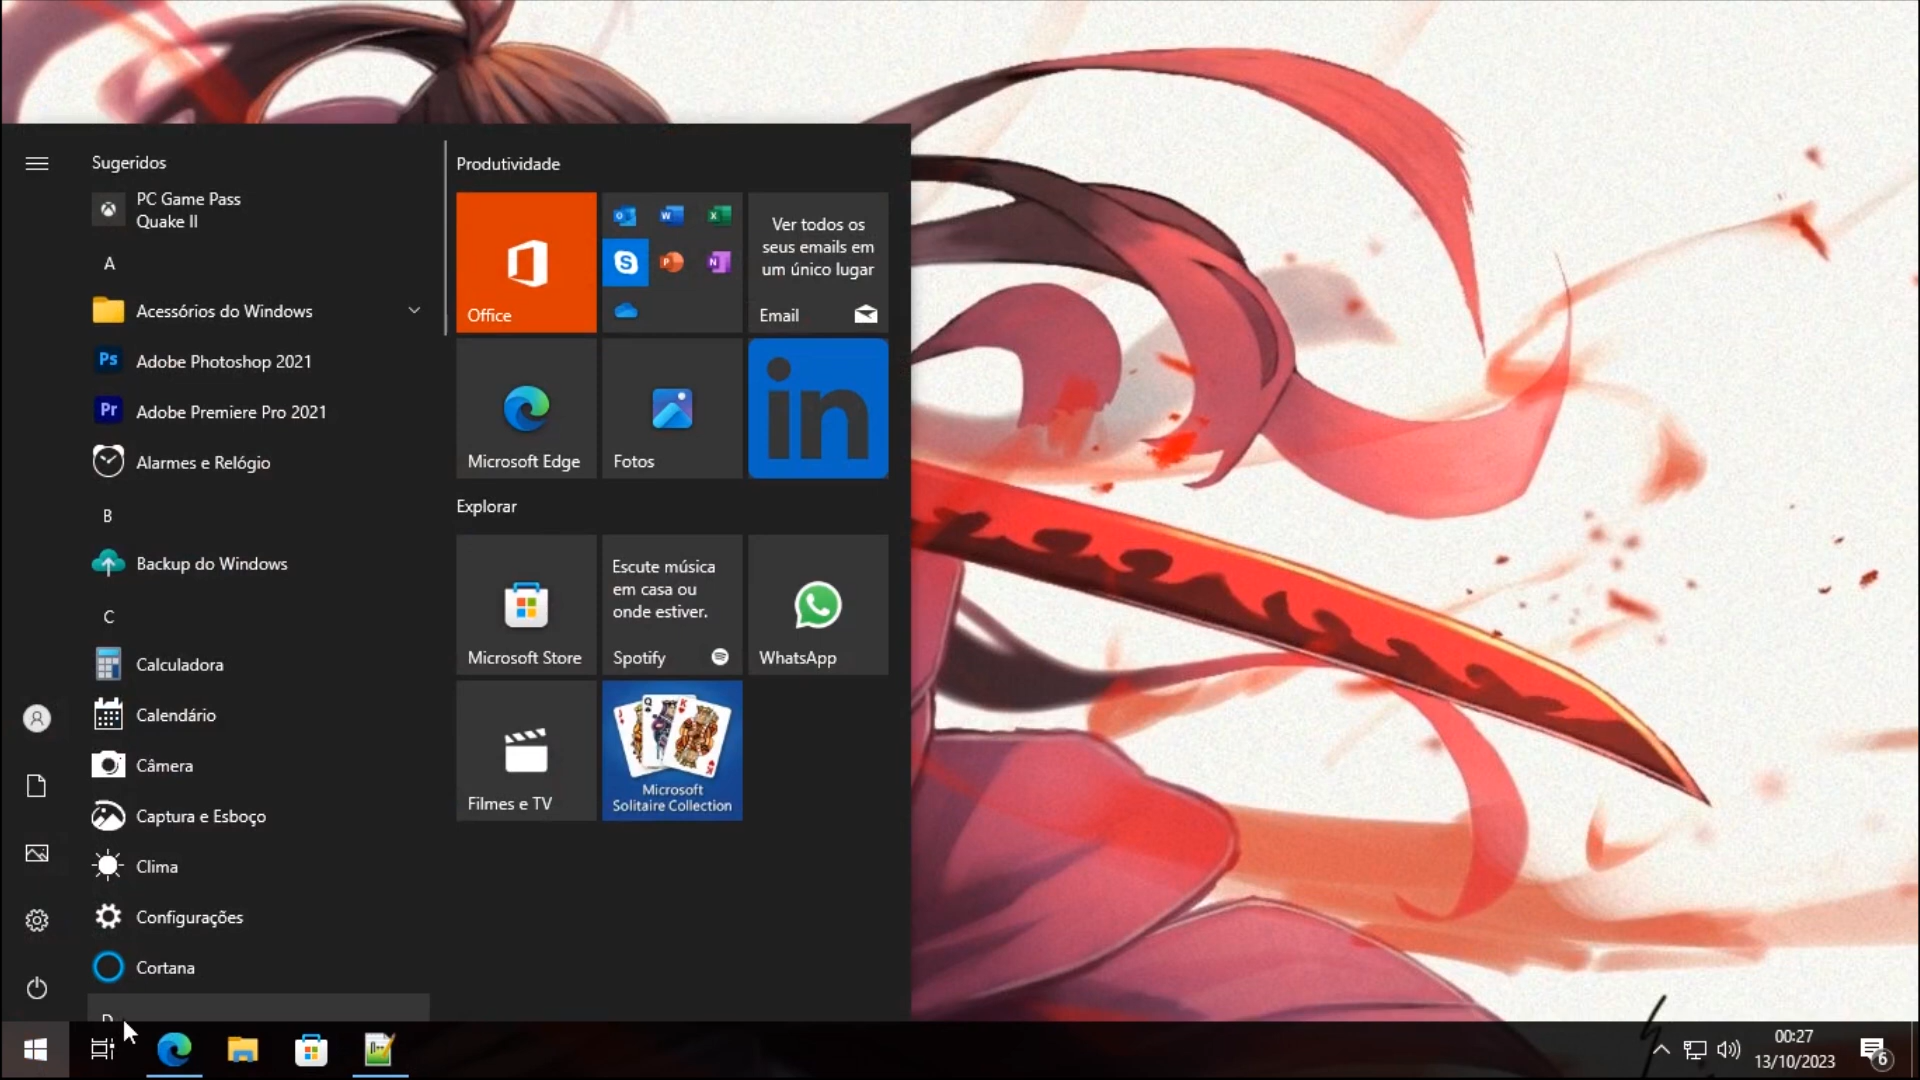 Sugeridos
PC Game Pass
Quake II
A
Acessórios do Windows
Ps
Adobe Photoshop 2021
Pr
Adobe Premiere Pro 2021
Alarmes e Relógio
B
Backup do Windows
C
Calculadora
Calendário
Câmera
Captura e Esboço
Clima
Configurações
Cortana
Produtividade
Office
Ver todos os
seus emails em
um único lugar
Email
Microsoft Edge
Fotos
in
Explorar
Microsoft Store
Escute música
em casa ou
onde estiver.
Spotify
WhatsApp
Filmes e TV
Microsoft
Solitaire Collection
00:27
13/10/2023
6